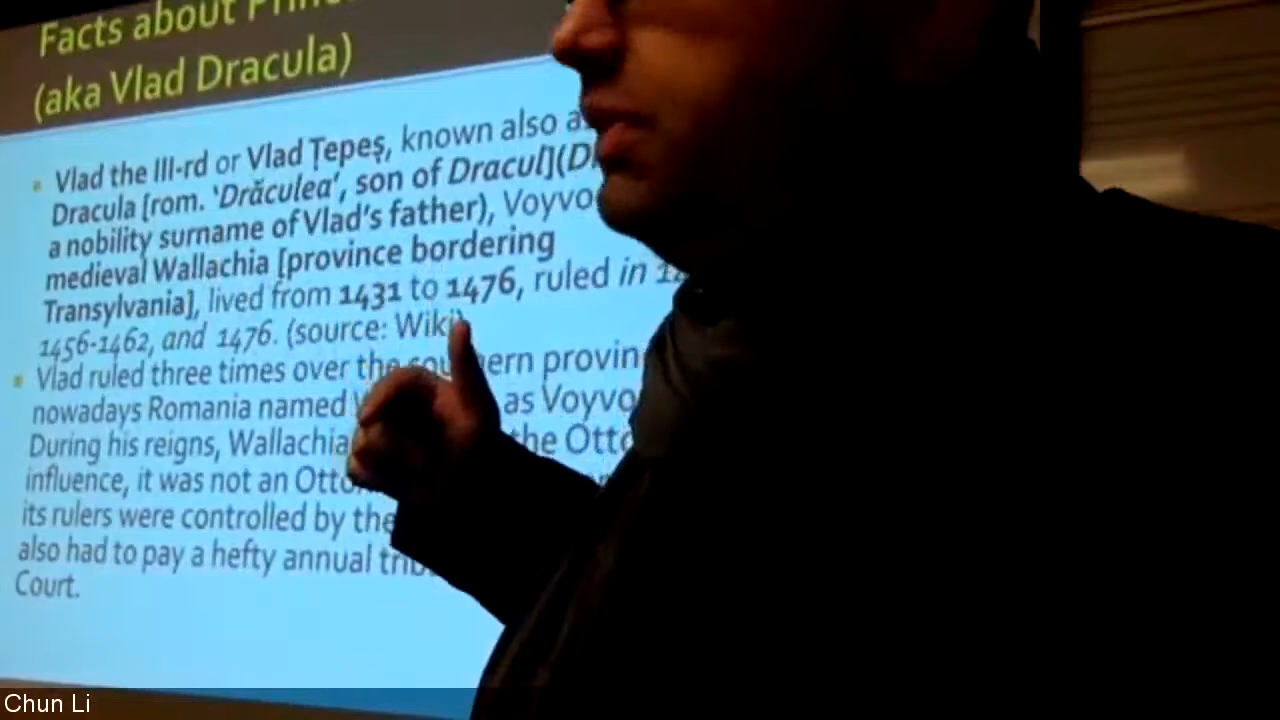 Facts about
(aka Vlad Dracula)
Vlad the III-rd or Vlad Țepeș, known also
Dracula [rom. ‘Drăculea’, son of Dracul](D
a nobility surname of Vlad’s father), Voyvo
medieval Wallachia [province bordering
Transylvania], lived from 1431 to 1476, ruled in
1456-1462, and 1476. (source: Wiki)
Vlad ruled three times over the southern provin
nowadays Romania named as Voyvo
During his reigns, Wallachia the Otto
influence, it was not an Otto
its rulers were controlled by the
also had to pay a hefty annual
Court.
Chun Li